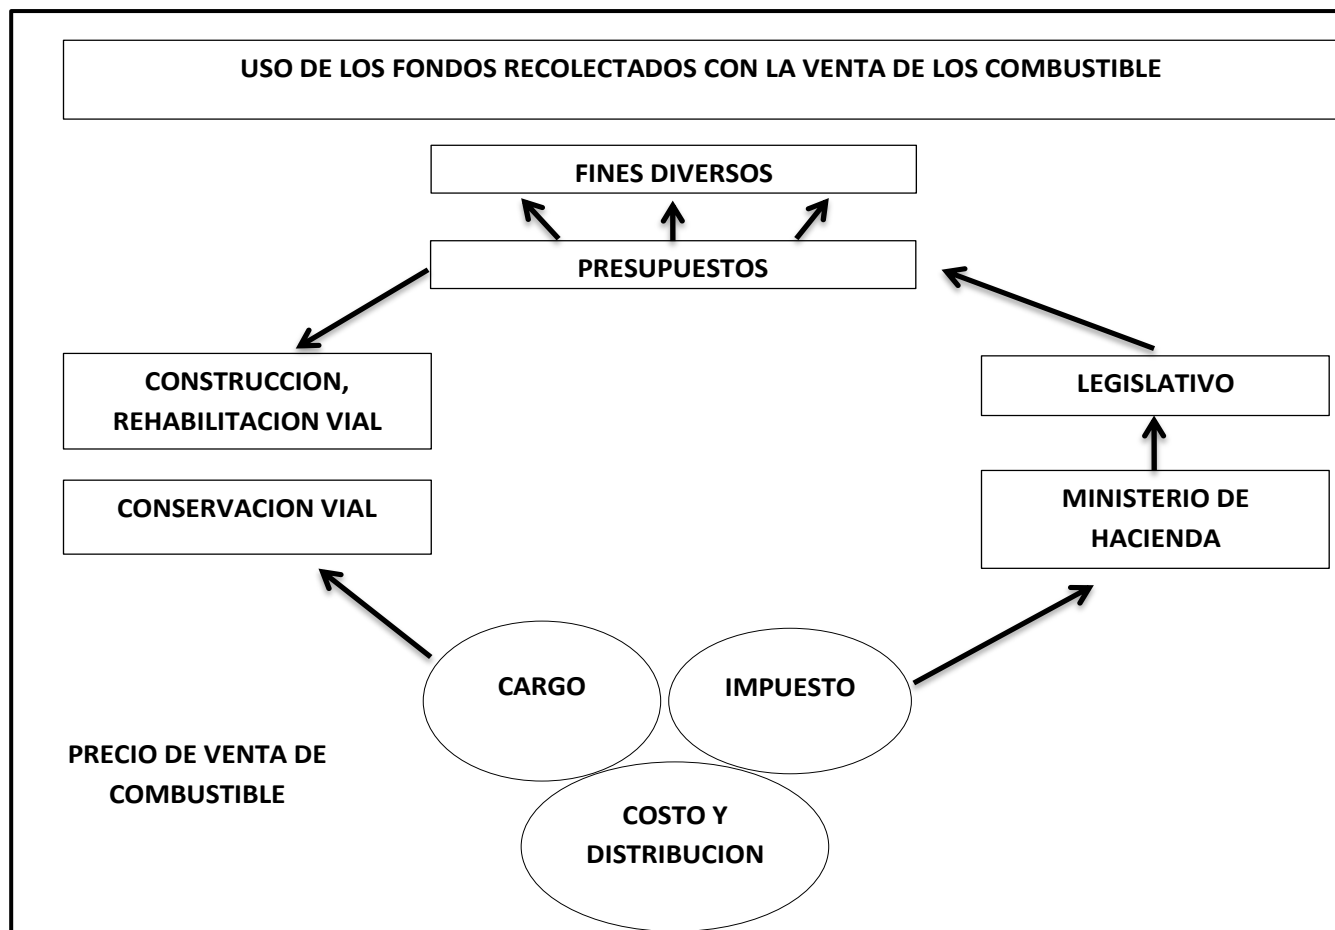 USO DE LOS FONDOS RECOLECTADOS CON LA VENTA DE LOS COMBUSTIBLE
FINES DIVERSOS
PRESUPUESTOS
CONSTRUCCION,
REHABILITACION VIAL
LEGISLATIVO
CONSERVACION VIAL
MINISTERIO DE
HACIENDA
CARGO
IMPUESTO
PRECIO DE VENTA DE
COMBUSTIBLE
COSTO Y
DISTRIBUCION